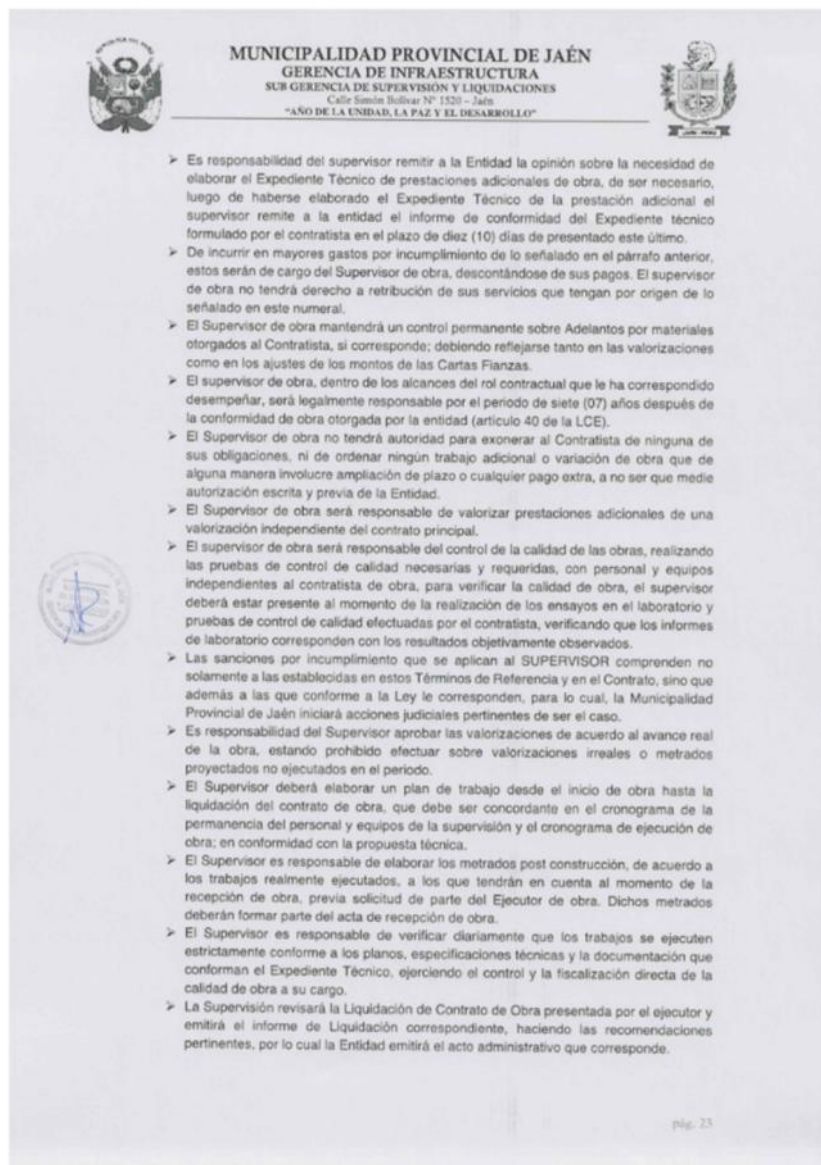 MUNICIPALIDAD PROVINCIAL DE JAÉN
GERENCIA DE INFRAESTRUCTURA
SUB GERENCIA DE SUPERVISIÓN Y LIQUIDACIONES
Calle Simón Bolívar N° 1520 – Jaén
"AÑO DE LA UNIDAD, LA PAZ Y EL DESARROLLO"
JAEN - PERU
➤ Es responsabilidad del supervisor remitir a la Entidad la opinión sobre la necesidad de
elaborar el Expediente Técnico de prestaciones adicionales de obra, de ser necesario,
luego de haberse elaborado el Expediente Técnico de la prestación adicional el
supervisor remite a la entidad el informe de conformidad del Expediente técnico
formulado por el contratista en el plazo de diez (10) días de presentado este último.
➤ De incurrir en mayores gastos por incumplimiento de lo señalado en el párrafo anterior,
estos serán de cargo del Supervisor de obra, descontándose de sus pagos. El supervisor
de obra no tendrá derecho a retribución de sus servicios que tengan por origen de lo
señalado en este numeral.
➤ El Supervisor de obra mantendrá un control permanente sobre Adelantos por materiales
otorgados al Contratista, si corresponde; debiendo reflejarse tanto en las valorizaciones
como en los ajustes de los montos de las Cartas Fianzas.
➤ El supervisor de obra, dentro de los alcances del rol contractual que le ha correspondido
desempeñar, será legalmente responsable por el periodo de siete (07) años después de
la conformidad de obra otorgada por la entidad (artículo 40 de la LCE).
➤ El Supervisor de obra no tendrá autoridad para exonerar al Contratista de ninguna de
sus obligaciones, ni de ordenar ningún trabajo adicional o variación de obra que de
alguna manera involucre ampliación de plazo o cualquier pago extra, a no ser que medie
autorización escrita y previa de la Entidad.
➤ El Supervisor de obra será responsable de valorizar prestaciones adicionales de una
valorización independiente del contrato principal.
➤ El supervisor de obra será responsable del control de la calidad de las obras, realizando
las pruebas de control de calidad necesarias y requeridas, con personal y equipos
independientes al contratista de obra, para verificar la calidad de obra, el supervisor
deberá estar presente al momento de la realización de los ensayos en el laboratorio y
pruebas de control de calidad efectuadas por el contratista, verificando que los informes
de laboratorio corresponden con los resultados objetivamente observados.
➤ Las sanciones por incumplimiento que se aplican al SUPERVISOR comprenden no
solamente a las establecidas en estos Términos de Referencia y en el Contrato, sino que
además a las que conforme a la Ley le corresponden, para lo cual, la Municipalidad
Provincial de Jaén iniciará acciones judiciales pertinentes de ser el caso.
➤ Es responsabilidad del Supervisor aprobar las valorizaciones de acuerdo al avance real
de la obra, estando prohibido efectuar sobre valorizaciones irreales o metrados
proyectados no ejecutados en el periodo.
➤ El Supervisor deberá elaborar un plan de trabajo desde el inicio de obra hasta la
liquidación del contrato de obra, que debe ser concordante en el cronograma de la
permanencia del personal y equipos de la supervisión y el cronograma de ejecución de
obra; en conformidad con la propuesta técnica.
➤ El Supervisor es responsable de elaborar los metrados post construcción, de acuerdo a
los trabajos realmente ejecutados, a los que tendrán en cuenta al momento de la
recepción de obra, previa solicitud de parte del Ejecutor de obra. Dichos metrados
deberán formar parte del acta de recepción de obra.
➤ El Supervisor es responsable de verificar diariamente que los trabajos se ejecuten
estrictamente conforme a los planos, especificaciones técnicas y la documentación que
conforman el Expediente Técnico, ejerciendo el control y la fiscalización directa de la
calidad de obra a su cargo.
➤ La Supervisión revisará la Liquidación de Contrato de Obra presentada por el ejecutor y
emitirá el informe de Liquidación correspondiente, haciendo las recomendaciones
pertinentes, por lo cual la Entidad emitirá el acto administrativo que corresponde.
pág. 23